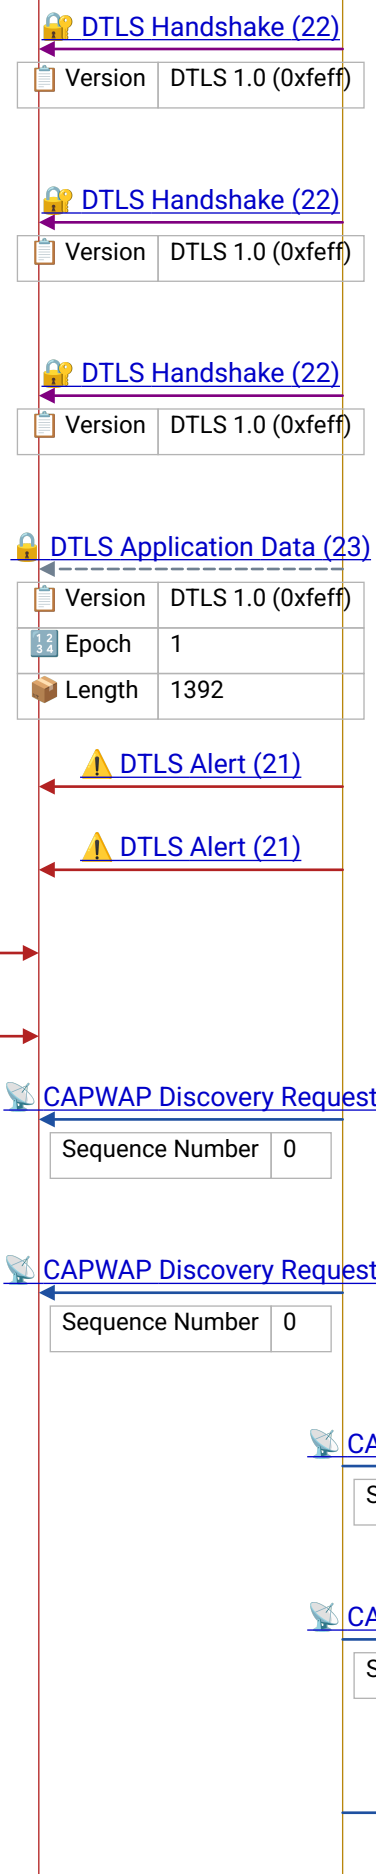 DTLS Handshake (22)
Version DTLS 1.0 (0xfeff)
DTLS Handshake (22)
Version DTLS 1.0 (0xfeff)
DTLS Handshake (22)
Version DTLS 1.0 (0xfeff)
DTLS Application Data (23)
Version DTLS 1.0 (0xfeff)
Epoch 1
Length 1392
DTLS Alert (21)
DTLS Alert (21)
CAPWAP Discovery Request
Sequence Number 0
CAPWAP Discovery Request
Sequence Number 0